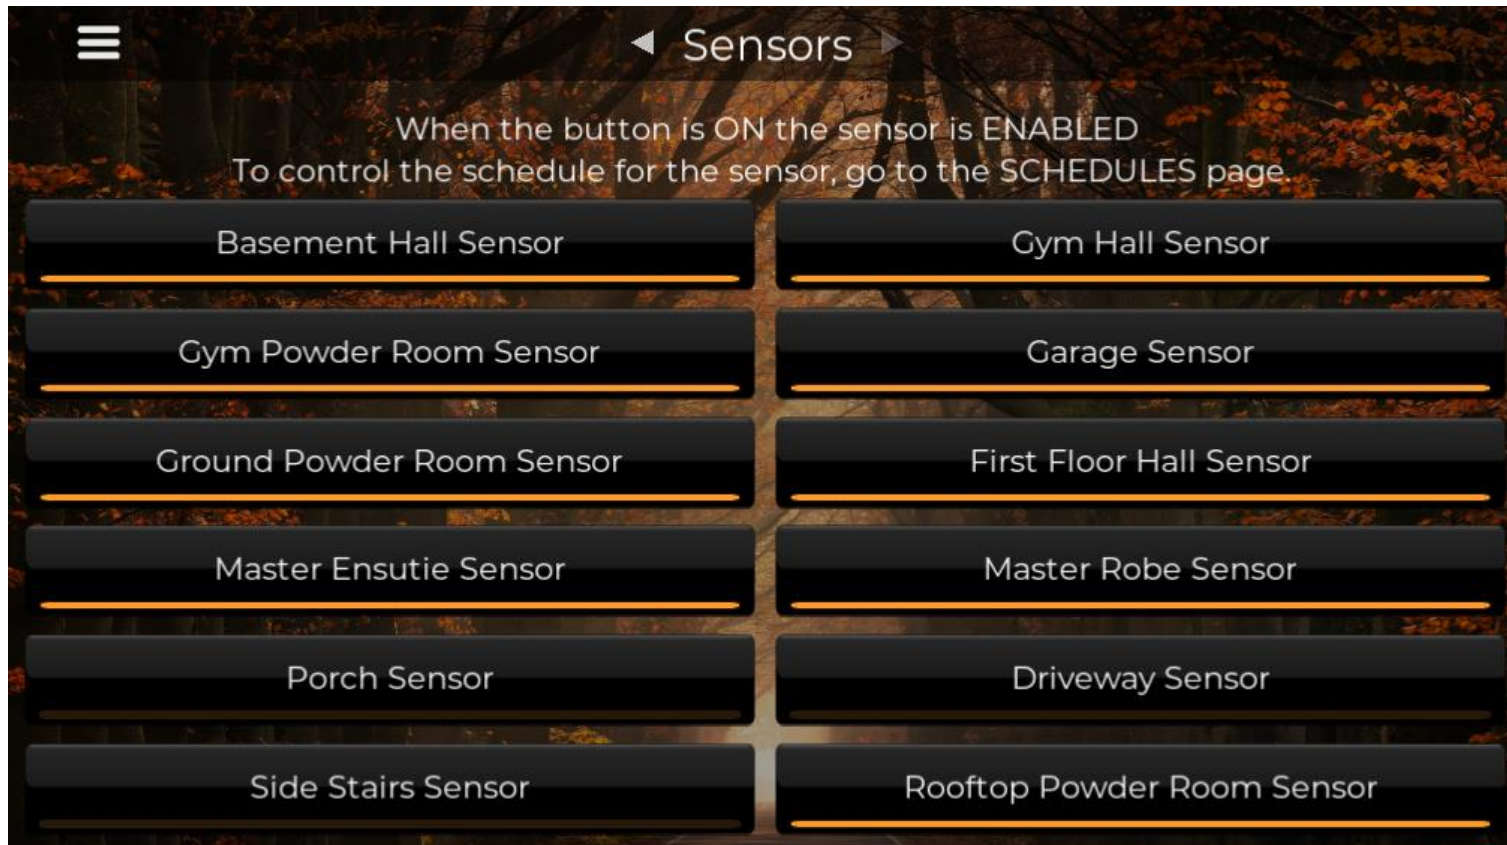 Sensors
When the button is ON the sensor is ENABLED
To control the schedule for the sensor, go to the SCHEDULES page.
Basement Hall Sensor
Gym Hall Sensor
Gym Powder Room Sensor
Garage Sensor
Ground Powder Room Sensor
First Floor Hall Sensor
Master Ensutie Sensor
Master Robe Sensor
Porch Sensor
Driveway Sensor
Side Stairs Sensor
Rooftop Powder Room Sensor